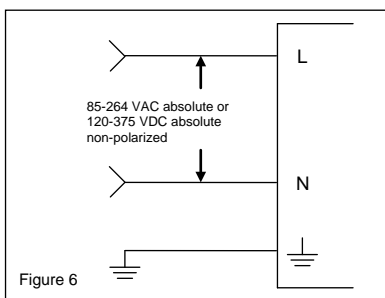 L
85-264 VAC absolute or
120-375 VDC absolute
non-polarized
N
Figure 6